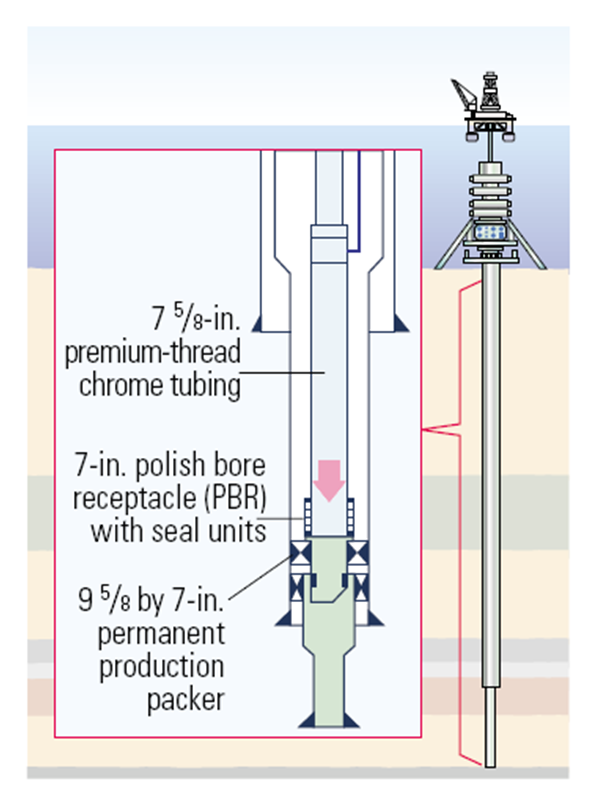 7 5/8-in.
premium-thread
chrome tubing
7-in. polish bore
receptacle (PBR)
with seal units
9 5/8 by 7-in.
permanent
production
packer